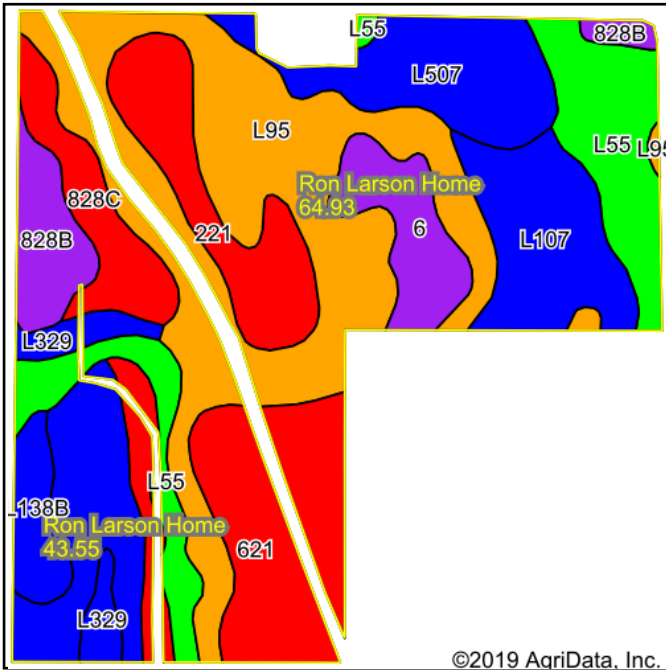 L55
828B
L507
L95
L55
L95
Ron Larson Home
64.93
828C
221
6
828B
L107
L329
L55
L138B
Ron Larson Home
43.55
621
L329
©2019 AgriData, Inc.